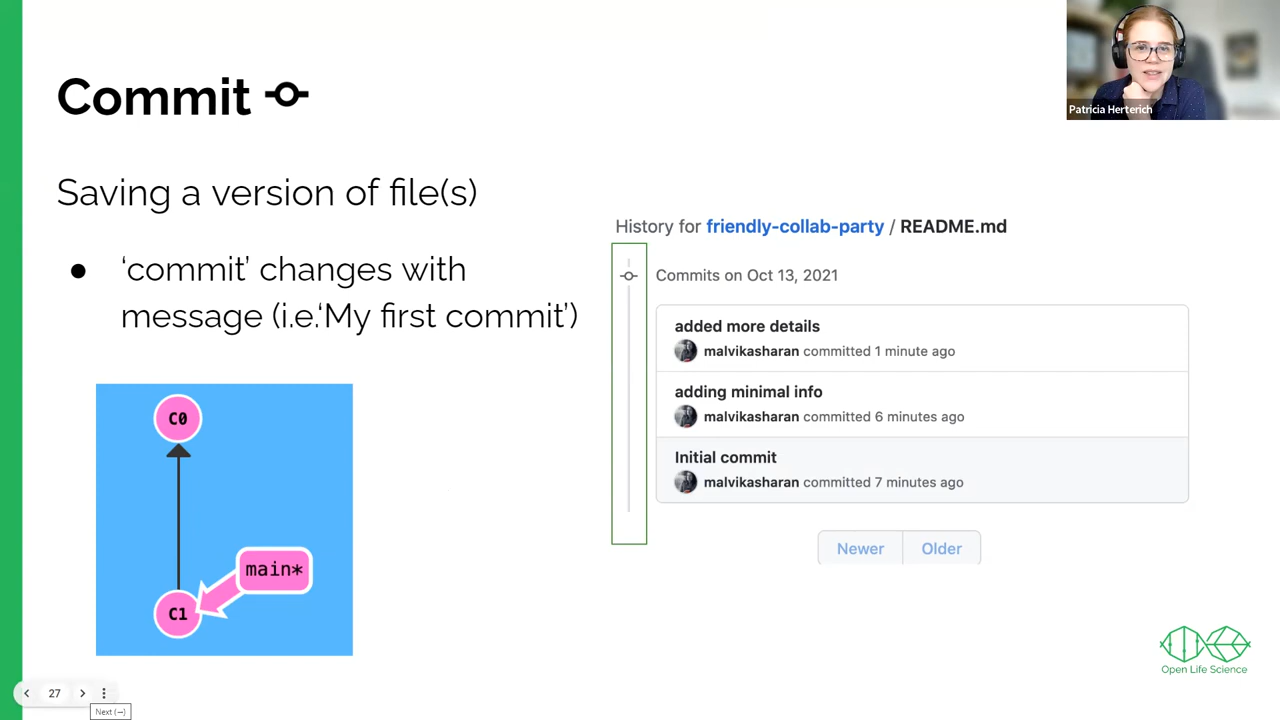 Commit
Patricia Herterich
Saving a version of file(s)
● ‘commit’ changes with
message (i.e.‘My first commit’)
C0
main*
C1
History for friendly-collab-party / README.md
Commits on Oct 13, 2021
added more details
malvikasharan committed 1 minute ago
adding minimal info
malvikasharan committed 6 minutes ago
Initial commit
malvikasharan committed 7 minutes ago
Newer Older
Open Life Science
27
Next (→)